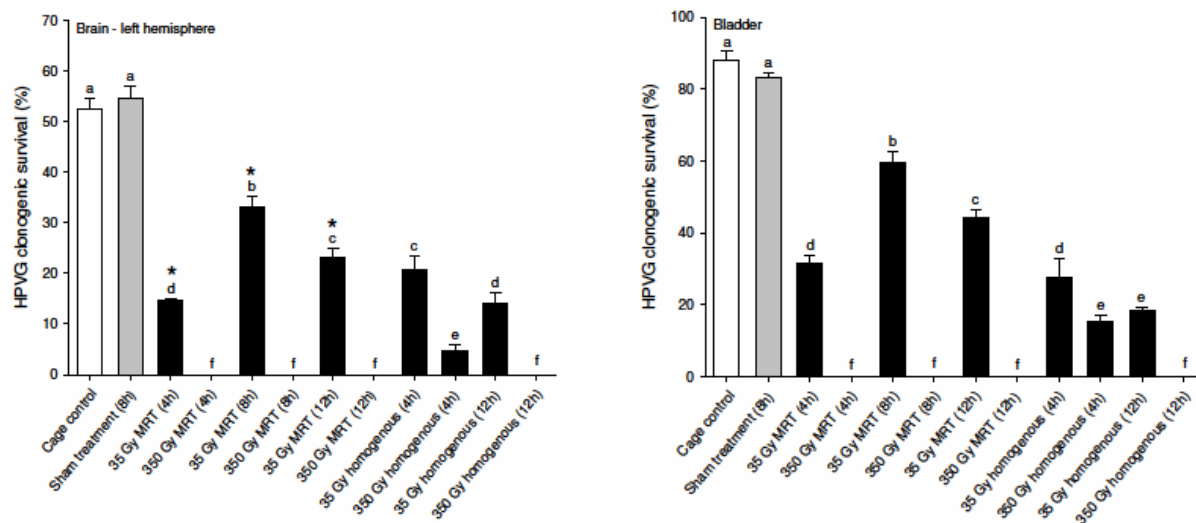 Brain - left hemisphere
HPVG clonogenic survival (%)
70
60
50
40
30
20
10
0
a
a
*
d
f
*
b
f
*
c
f
c
e
d
f
Cage control
Sham treatment (8h)
35 Gy MRT (4h)
350 Gy MRT (4h)
35 Gy MRT (8h)
350 Gy MRT (8h)
35 Gy MRT (12h)
350 Gy MRT (12h)
35 Gy homogenous (4h)
350 Gy homogenous (4h)
35 Gy homogenous (12h)
350 Gy homogenous (12h)
Bladder
HPVG clonogenic survival (%)
100
80
60
40
20
0
a
a
d
f
b
f
c
f
d
e
e
f
Cage control
Sham treatment (8h)
35 Gy MRT (4h)
350 Gy MRT (4h)
35 Gy MRT (8h)
350 Gy MRT (8h)
35 Gy MRT (12h)
350 Gy MRT (12h)
35 Gy homogenous (4h)
350 Gy homogenous (4h)
35 Gy homogenous (12h)
350 Gy homogenous (12h)